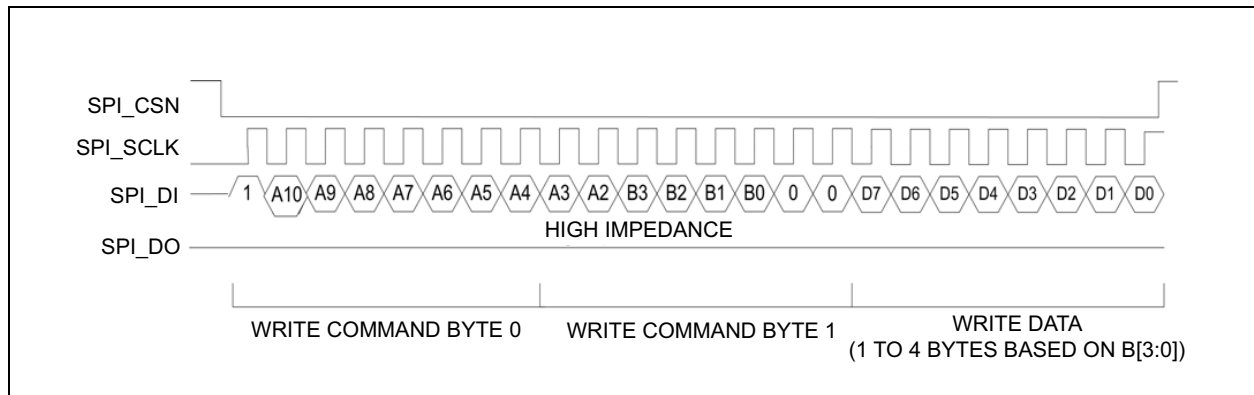 SPI_CSN
SPI_SCLK
SPI_DI 1 A10 A9 A8 A7 A6 A5 A4 A3 A2 B3 B2 B1 B0 0 0 D7 D6 D5 D4 D3 D2 D1 D0
HIGH IMPEDANCE
SPI_DO
WRITE COMMAND BYTE 0 WRITE COMMAND BYTE 1 WRITE DATA
(1 TO 4 BYTES BASED ON B[3:0])